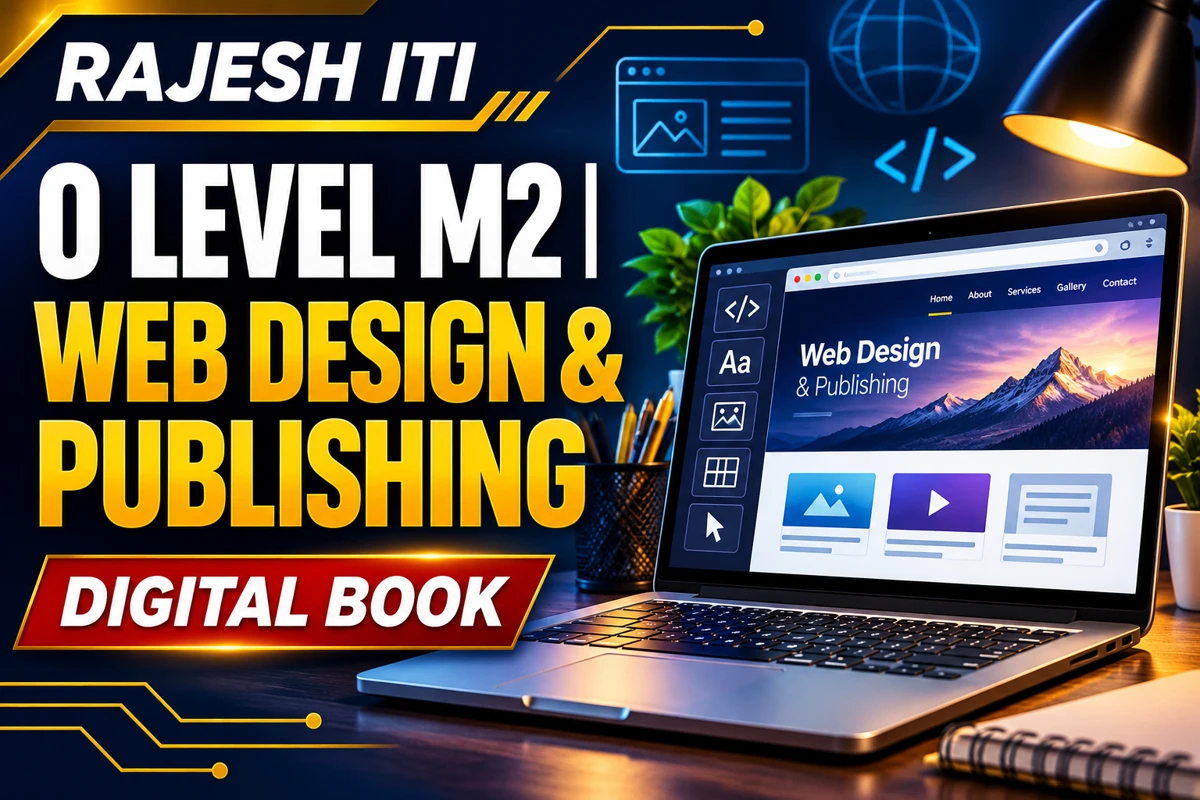 RAJESH ITI
O LEVEL M2 |
WEB DESIGN &
PUBLISHING
DIGITAL BOOK
</>
</>
Aa
Home About Services Gallery Contact
Web Design
& Publishing